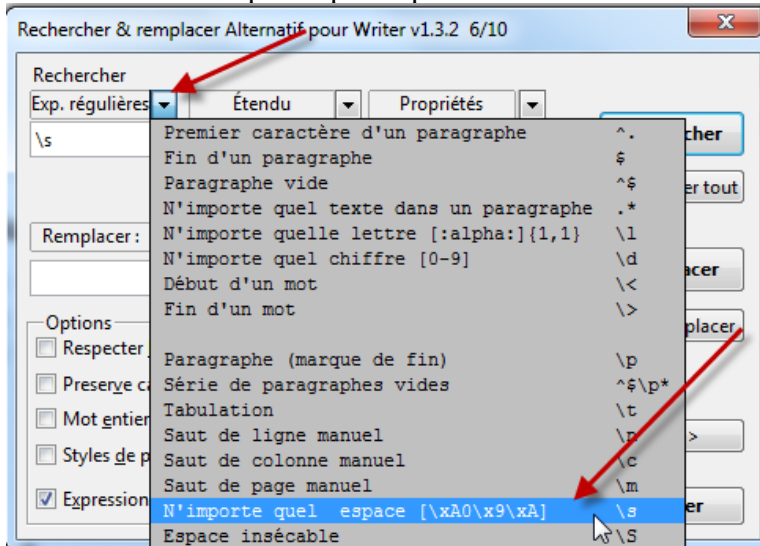 Rechercher & remplacer Alternatif pour Writer v1.3.2 6/10
Rechercher
Exp. régulières Étendu Propriétés
\s
Premier caractère d'un paragraphe ^.
cher
Fin d'un paragraphe $
Paragraphe vide ^$
er tout
N'importe quel texte dans un paragraphe .*
Remplacer :
N'importe quelle lettre [:alpha:]{1,1} \l
N'importe quel chiffre [0-9] \d
acer
Début d'un mot \<
Fin d'un mot \>
Options
placer
Respecter
Paragraphe (marque de fin) \p
Preserve ca
Série de paragraphes vides ^$\p*
Tabulation \t
Mot entier
Saut de ligne manuel \n
>
Styles de p
Saut de colonne manuel \c
Saut de page manuel \m
Expression
N'importe quel espace [\xA0\x9\xA] \s
er
Espace insécable \S